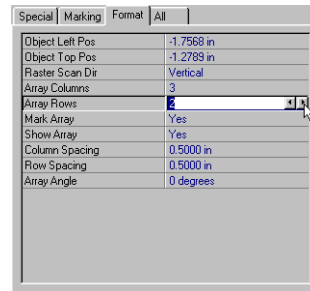 Special Marking Format All
Object Left Pos -1.7568 in
Object Top Pos -1.2789 in
Raster Scan Dir Vertical
Array Columns 3
Array Rows 2
Mark Array Yes
Show Array Yes
Column Spacing 0.5000 in
Row Spacing 0.5000 in
Array Angle 0 degrees